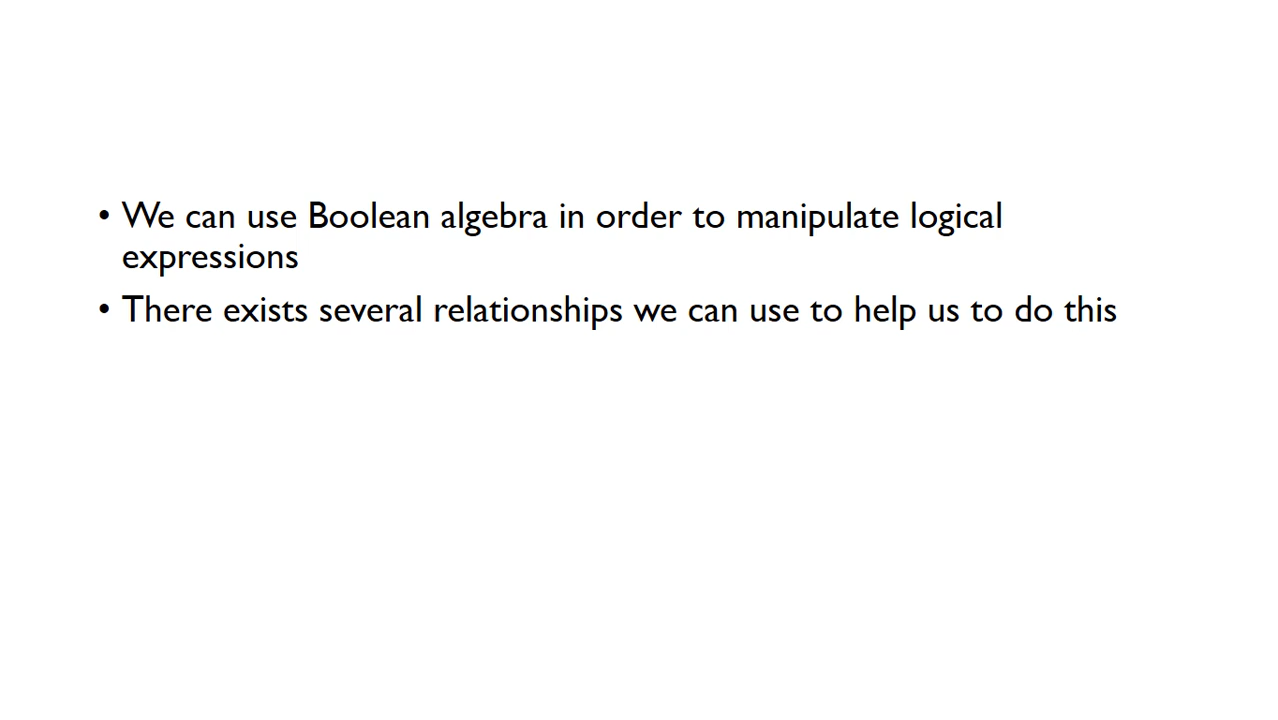 • We can use Boolean algebra in order to manipulate logical
expressions
• There exists several relationships we can use to help us to do this